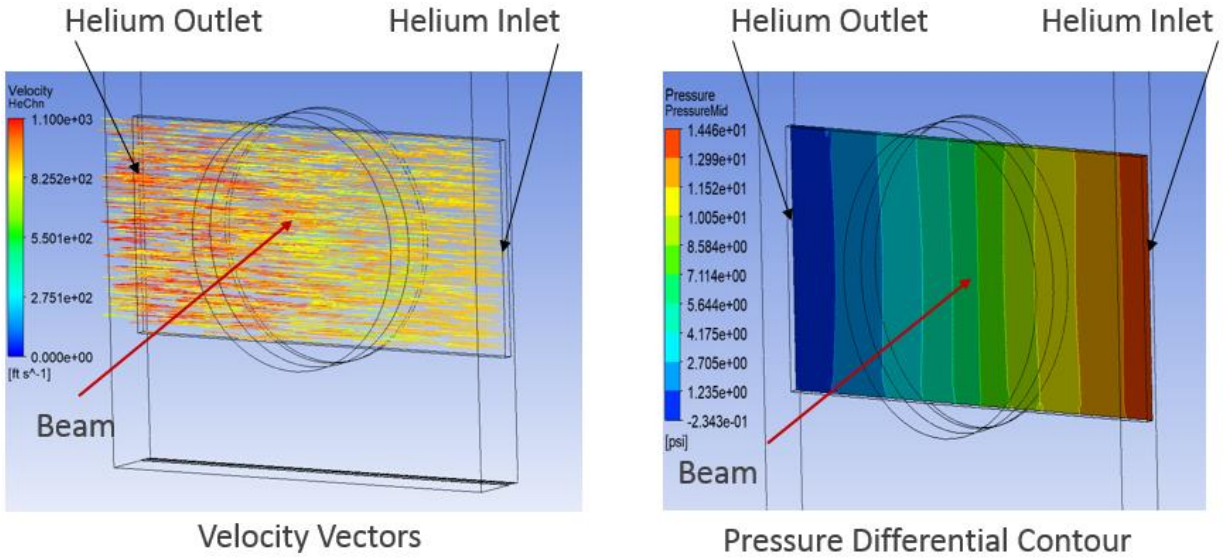 Helium Outlet
Helium Inlet
Velocity
HeChn
1.100e+03
8.252e+02
5.501e+02
2.751e+02
0.000e+00
[ft s^-1]
Beam
Velocity Vectors
Helium Outlet
Helium Inlet
Pressure
PressureMid
1.446e+01
1.299e+01
1.152e+01
1.005e+01
8.584e+00
7.114e+00
5.644e+00
4.175e+00
2.705e+00
1.235e+00
-2.343e-01
[psi]
Beam
Pressure Differential Contour